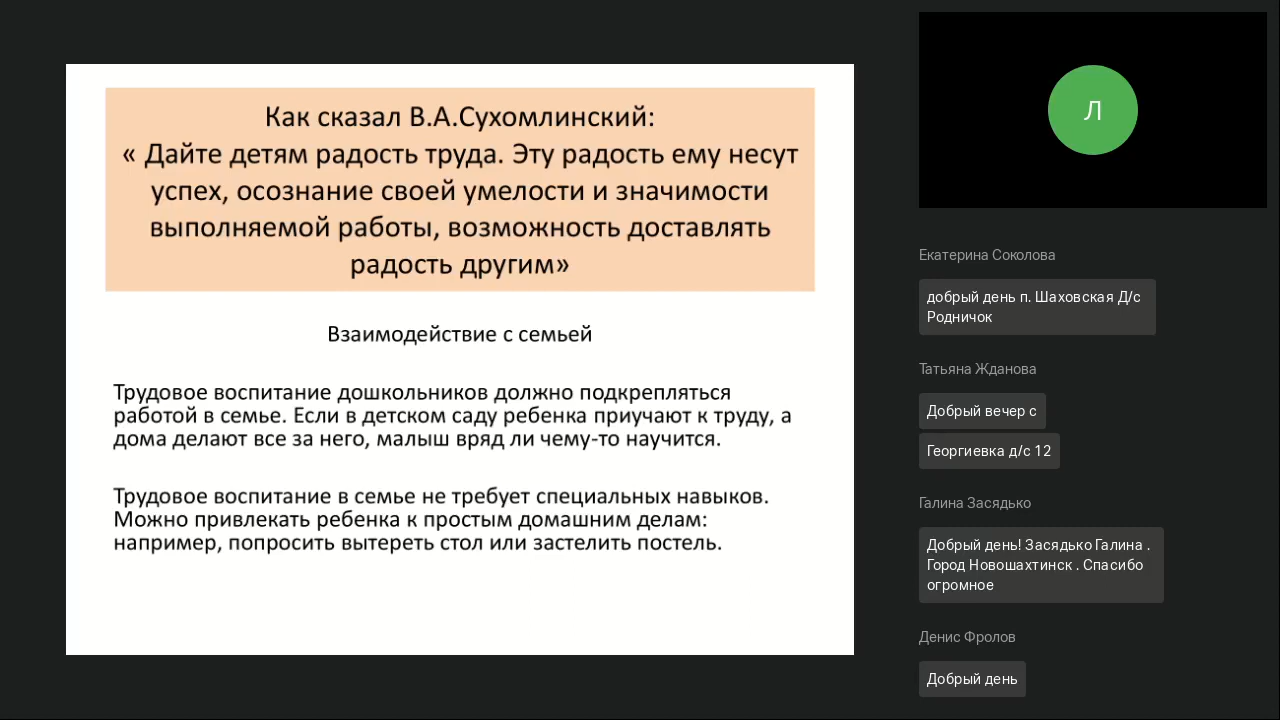 Как сказал В.А.Сухомлинский:
« Дайте детям радость труда. Эту радость ему несут
успех, осознание своей умелости и значимости
выполняемой работы, возможность доставлять
радость другим»
Взаимодействие с семьей
Трудовое воспитание дошкольников должно подкрепляться
работой в семье. Если в детском саду ребенка приучают к труду, а
дома делают все за него, малыш вряд ли чему-то научится.
Трудовое воспитание в семье не требует специальных навыков.
Можно привлекать ребенка к простым домашним делам:
например, попросить вытереть стол или застелить постель.
Л
Екатерина Соколова
добрый день п. Шаховская Д/с
Родничок
Татьяна Жданова
Добрый вечер с
Георгиевка д/с 12
Галина Засядько
Добрый день! Засядько Галина .
Город Новошахтинск . Спасибо
огромное
Денис Фролов
Добрый день